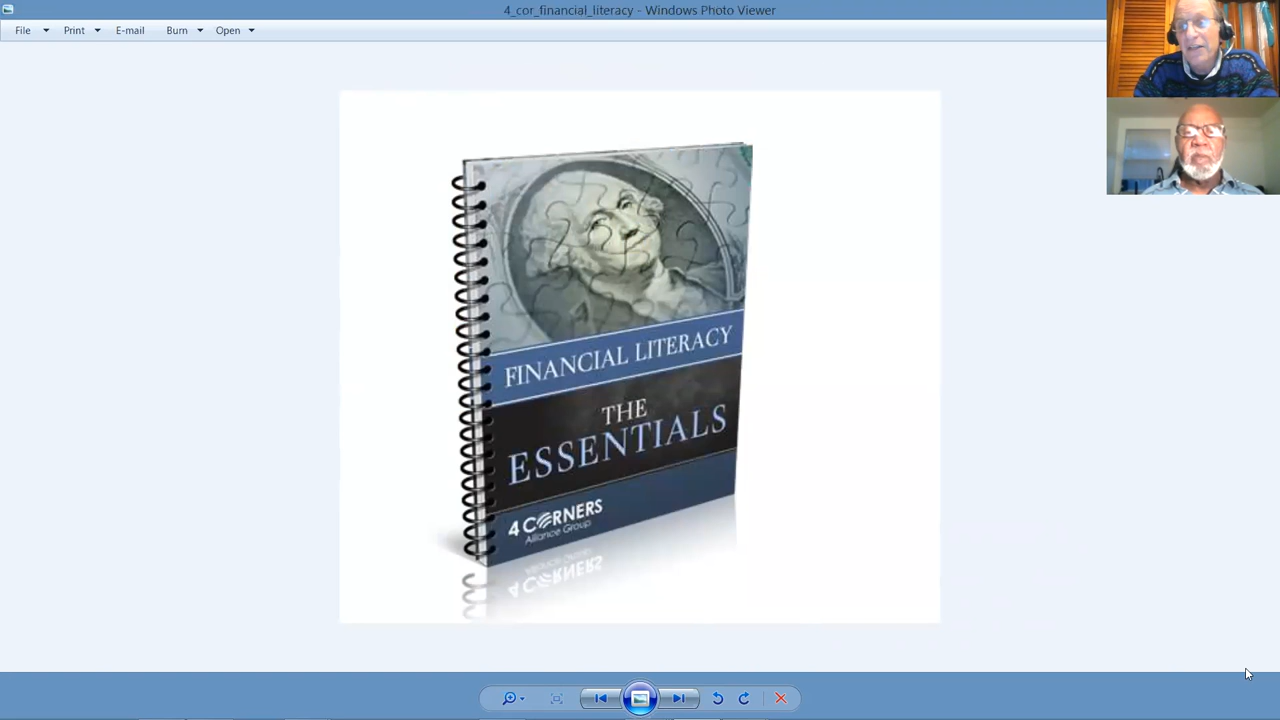 4_cor_financial_literacy - Windows Photo Viewer
File Print E-mail Burn Open
FINANCIAL LITERACY
THE
ESSENTIALS
4 CORNERS
Alliance Group